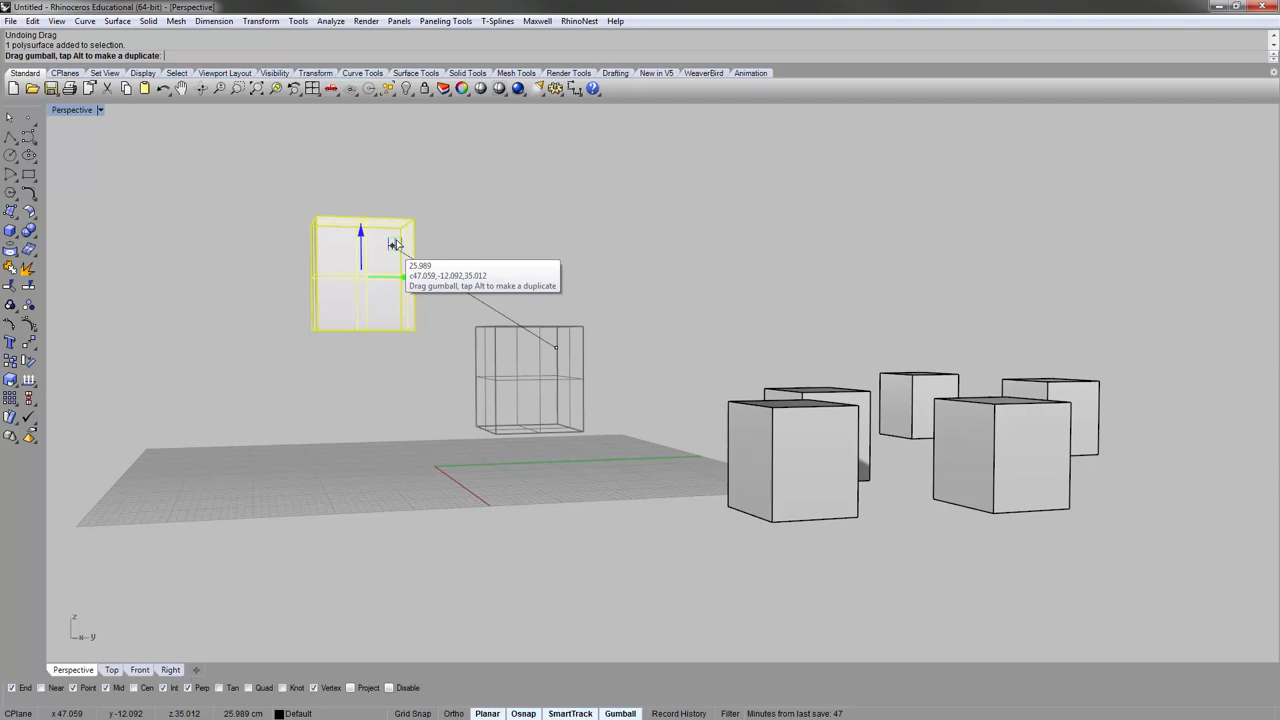 Untitled - Rhinoceros Educational (64-bit) - [Perspective]
File Edit View Curve Surface Solid Mesh Dimension Transform Tools Analyze Render Panels Paneling Tools T-Splines Maxwell RhinoNest Help
Undoing Drag
1 polysurface added to selection.
Drag gumball, tap Alt to make a duplicate:
Standard CPlanes Set View Display Select Viewport Layout Visibility Transform Curve Tools Surface Tools Solid Tools Mesh Tools Render Tools Drafting New in V5 WeaverBird Animation
Perspective
25.989
c47.059,-12.092,35.012
Drag gumball, tap Alt to make a duplicate
z
x y
Perspective Top Front Right
End Near Point Mid Cen Int Perp Tan Quad Knot Vertex Project Disable
CPlane x 47.059 y -12.092 z 35.012 25.989 cm Default Grid Snap Ortho Planar Osnap SmartTrack Gumball Record History Filter Minutes from last save: 47